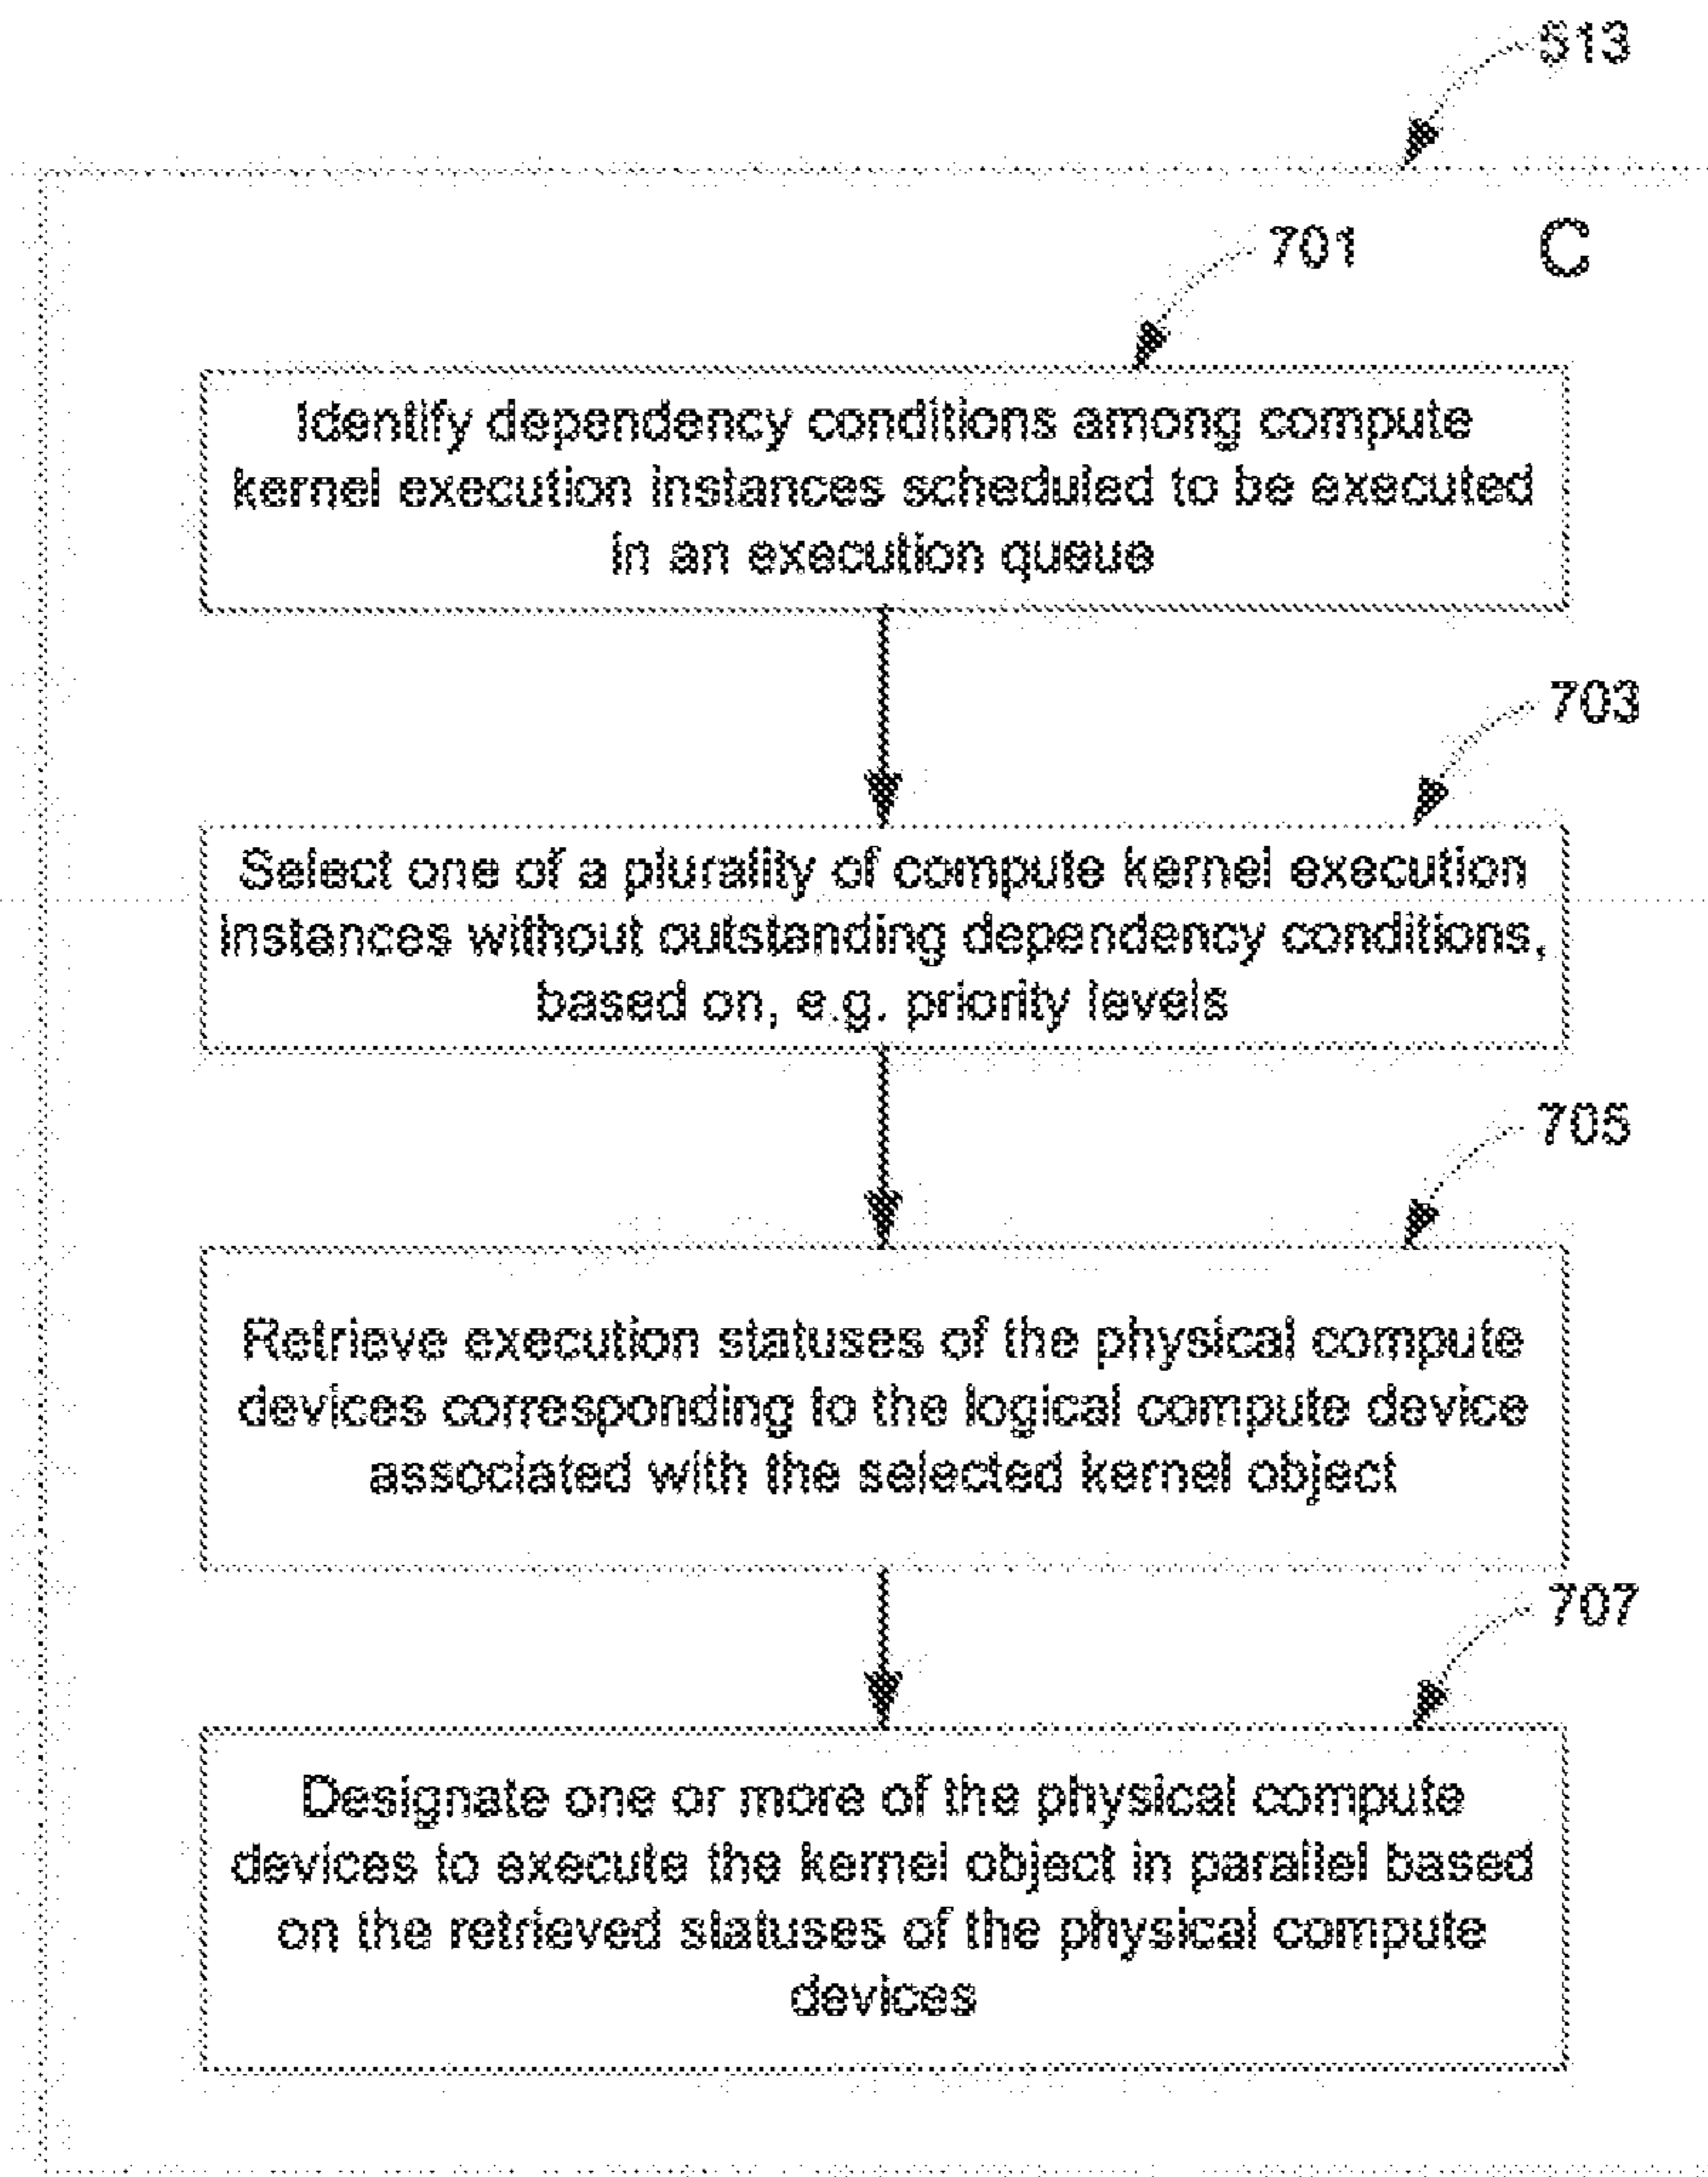 513
701
C
Identify dependency conditions among compute
kernel execution instances scheduled to be executed
in an execution queue
703
Select one of a plurality of compute kernel execution
instances without outstanding dependency conditions,
based on, e.g. priority levels
705
Retrieve execution statuses of the physical compute
devices corresponding to the logical compute device
associated with the selected kernel object
707
Designate one or more of the physical compute
devices to execute the kernel object in parallel based
on the retrieved statuses of the physical compute
devices